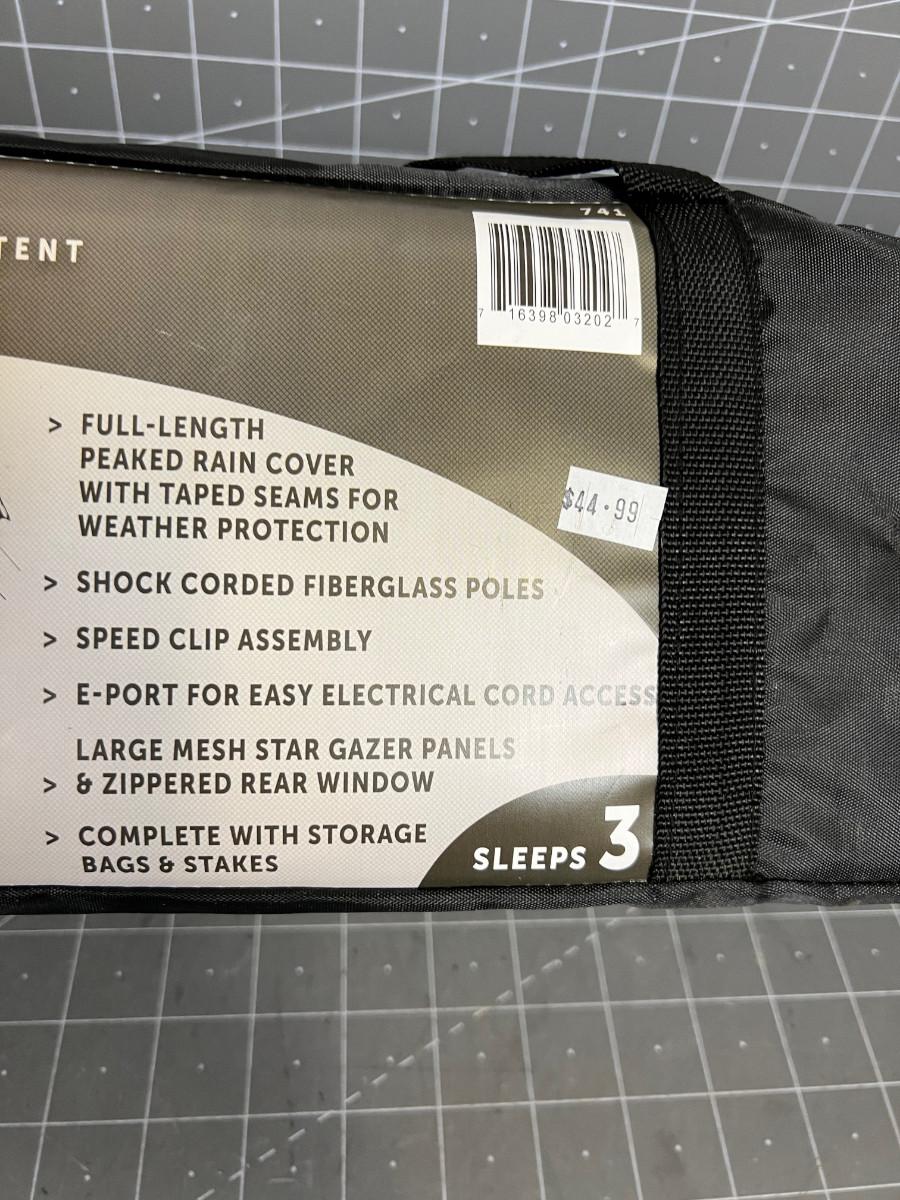 TENT
741
7 16398 03202 7
> FULL-LENGTH
PEAKED RAIN COVER
WITH TAPED SEAMS FOR
WEATHER PROTECTION
$44.99
> SHOCK CORDED FIBERGLASS POLES
> SPEED CLIP ASSEMBLY
> E-PORT FOR EASY ELECTRICAL CORD ACCESS
LARGE MESH STAR GAZER PANELS
> & ZIPPERED REAR WINDOW
> COMPLETE WITH STORAGE
BAGS & STAKES
SLEEPS 3